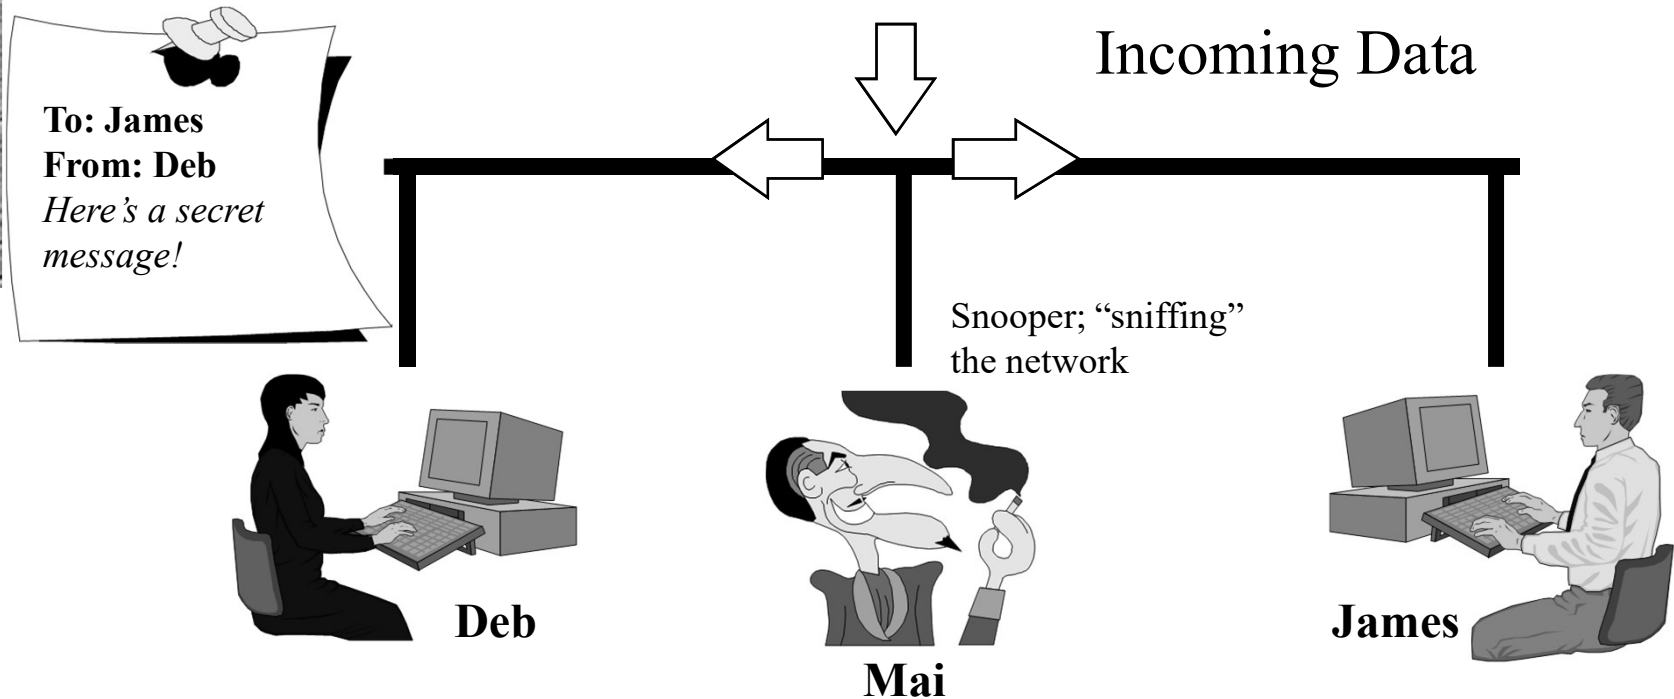 Incoming Data
To: James
From: Deb
Here’s a secret
message!
Snooper; “sniffing”
the network
Deb
Mai
James